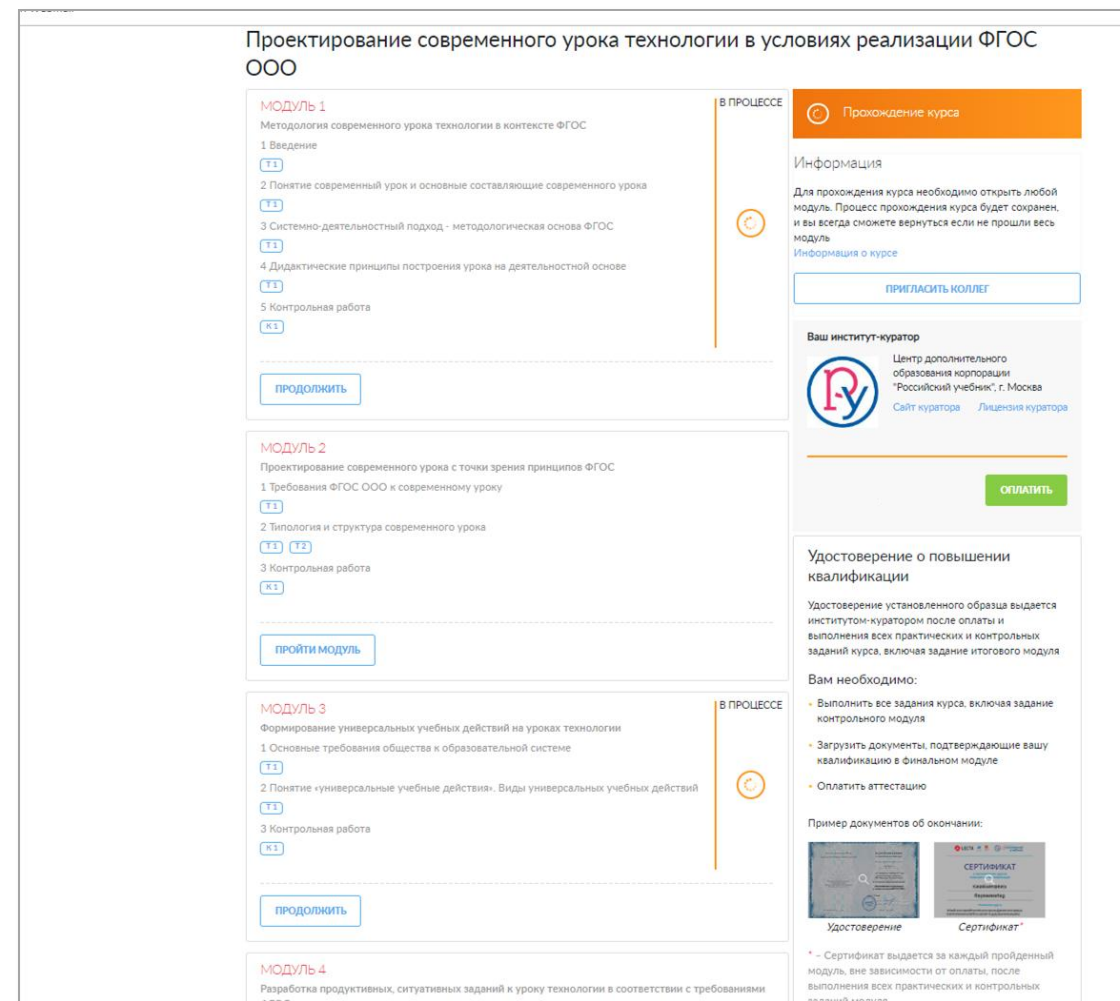 Проектирование современного урока технологии в условиях реализации ФГОС
ООО
МОДУЛЬ 1
В ПРОЦЕССЕ
Методология современного урока технологии в контексте ФГОС
1 Введение
Т 1
2 Понятие современный урок и основные составляющие современного урока
Т 1
3 Системно-деятельностный подход - методологическая основа ФГОС
Т 1
4 Дидактические принципы построения урока на деятельностной основе
Т 1
5 Контрольная работа
К 1
ПРОДОЛЖИТЬ
МОДУЛЬ 2
Проектирование современного урока с точки зрения принципов ФГОС
1 Требования ФГОС ООО к современному уроку
Т 1
2 Типология и структура современного урока
Т 1 Т 2
3 Контрольная работа
К 1
ПРОЙТИ МОДУЛЬ
МОДУЛЬ 3
В ПРОЦЕССЕ
Формирование универсальных учебных действий на уроках технологии
1 Основные требования общества к образовательной системе
Т 1
2 Понятие «универсальные учебные действия». Виды универсальных учебных действий
Т 1
3 Контрольная работа
К 1
ПРОДОЛЖИТЬ
МОДУЛЬ 4
Разработка продуктивных, ситуативных заданий к уроку технологии в соответствии с требованиями
Прохождение курса
Информация
Для прохождения курса необходимо открыть любой
модуль. Процесс прохождения курса будет сохранен,
и вы всегда сможете вернуться если не прошли весь
модуль
Информация о курсе
ПРИГЛАСИТЬ КОЛЛЕГ
Ваш институт-куратор
Ру
Центр дополнительного
образования корпорации
"Российский учебник", г. Москва
Сайт куратора Лицензия куратора
ОПЛАТИТЬ
Удостоверение о повышении
квалификации
Удостоверение установленного образца выдается
институтом-куратором после оплаты и
выполнения всех практических и контрольных
заданий курса, включая задание итогового модуля
Вам необходимо:
• Выполнить все задания курса, включая задание
контрольного модуля
• Загрузить документы, подтверждающие вашу
квалификацию в финальном модуле
• Оплатить аттестацию
Пример документов об окончании:
СЕРТИФИКАТ
Удостоверение Сертификат*
* – Сертификат выдается за каждый пройденный
модуль, вне зависимости от оплаты, после
выполнения всех практических и контрольных